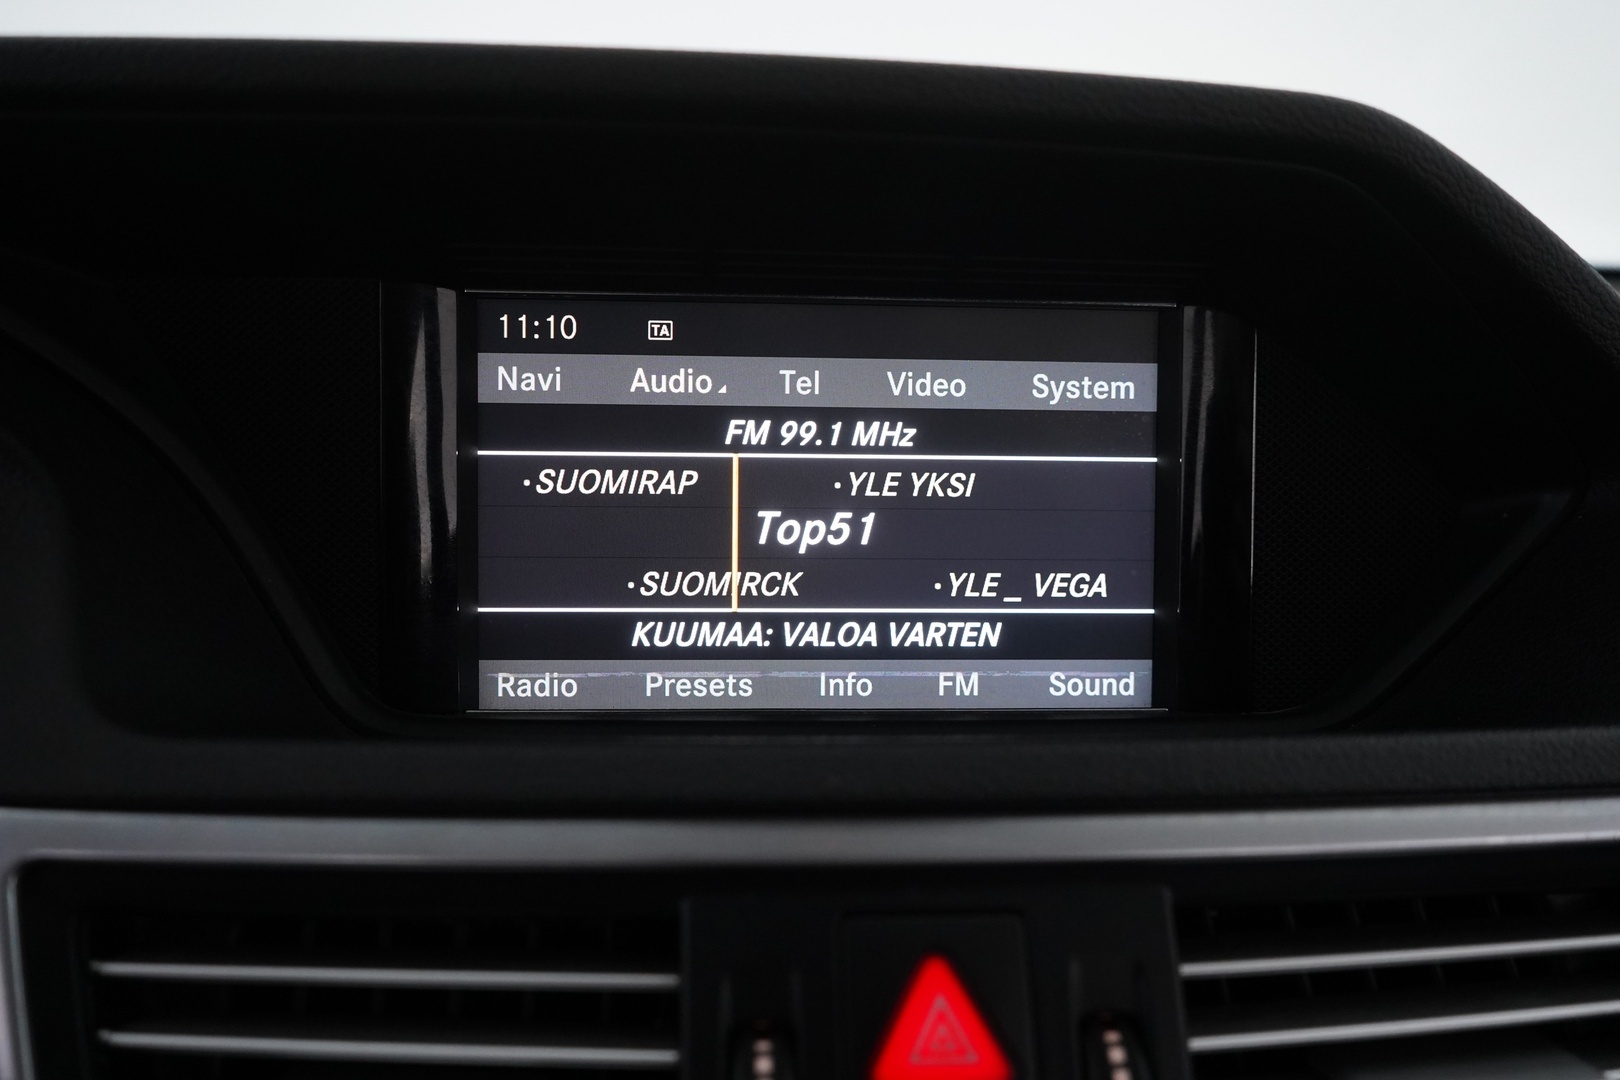 11:10 TA
Navi Audio Tel Video System
FM 99.1 MHz
•SUOMIRAP •YLE YKSI
Top51
•SUOMIRCK •YLE_ VEGA
KUUMAA: VALOA VARTEN
Radio Presets Info FM Sound